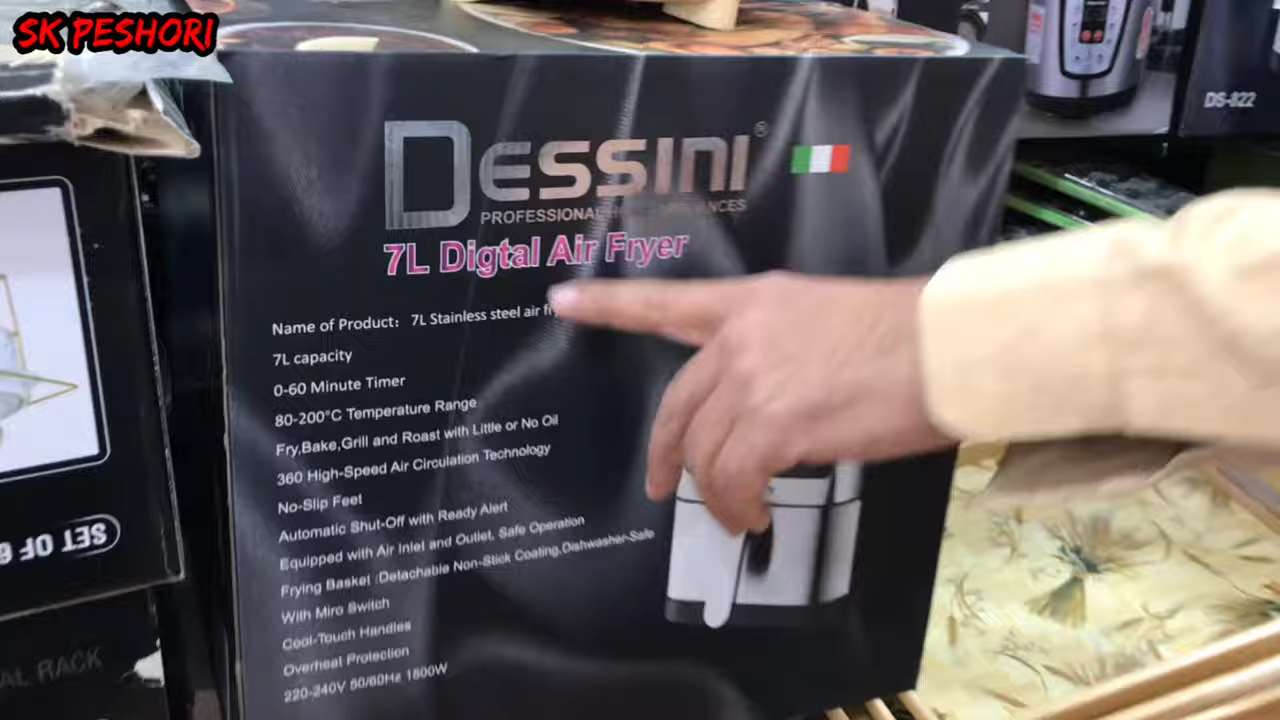 SK PESHORI
DESSINI®
PROFESSIONAL
7L Digtal Air Fryer
Name of Product: 7L Stainless steel air
7L capacity
0-60 Minute Timer
80-200°C Temperature Range
Fry,Bake,Grill and Roast with Little or No Oil
360 High-Speed Air Circulation Technology
No-Slip Feet
Automatic Shut-Off with Ready Alert
Equipped with Air Inlet and Outlet, Safe Operation
Frying Basket :Detachable Non-Stick Coating,Dishwasher-Safe
With Miro Switch
Cool-Touch Handles
Overheat Protection
220-240V 50/60Hz 1800W
DS-822
SET OF 6
RACK